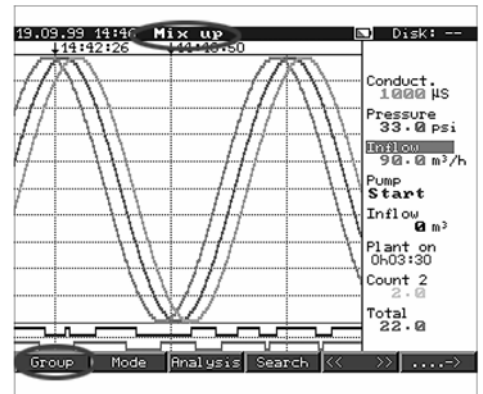 19.09.99 14:46 Mix up Disk: --
14:42:26
Conduct.
1000 µS
Pressure
33.0 psi
Inflow
90.0 m³/h
Pump
Start
Inflow
0 m³
Plant on
0h03:30
Count 2
2.0
Total
22.0
Group Mode Analysis Search << >> ....->